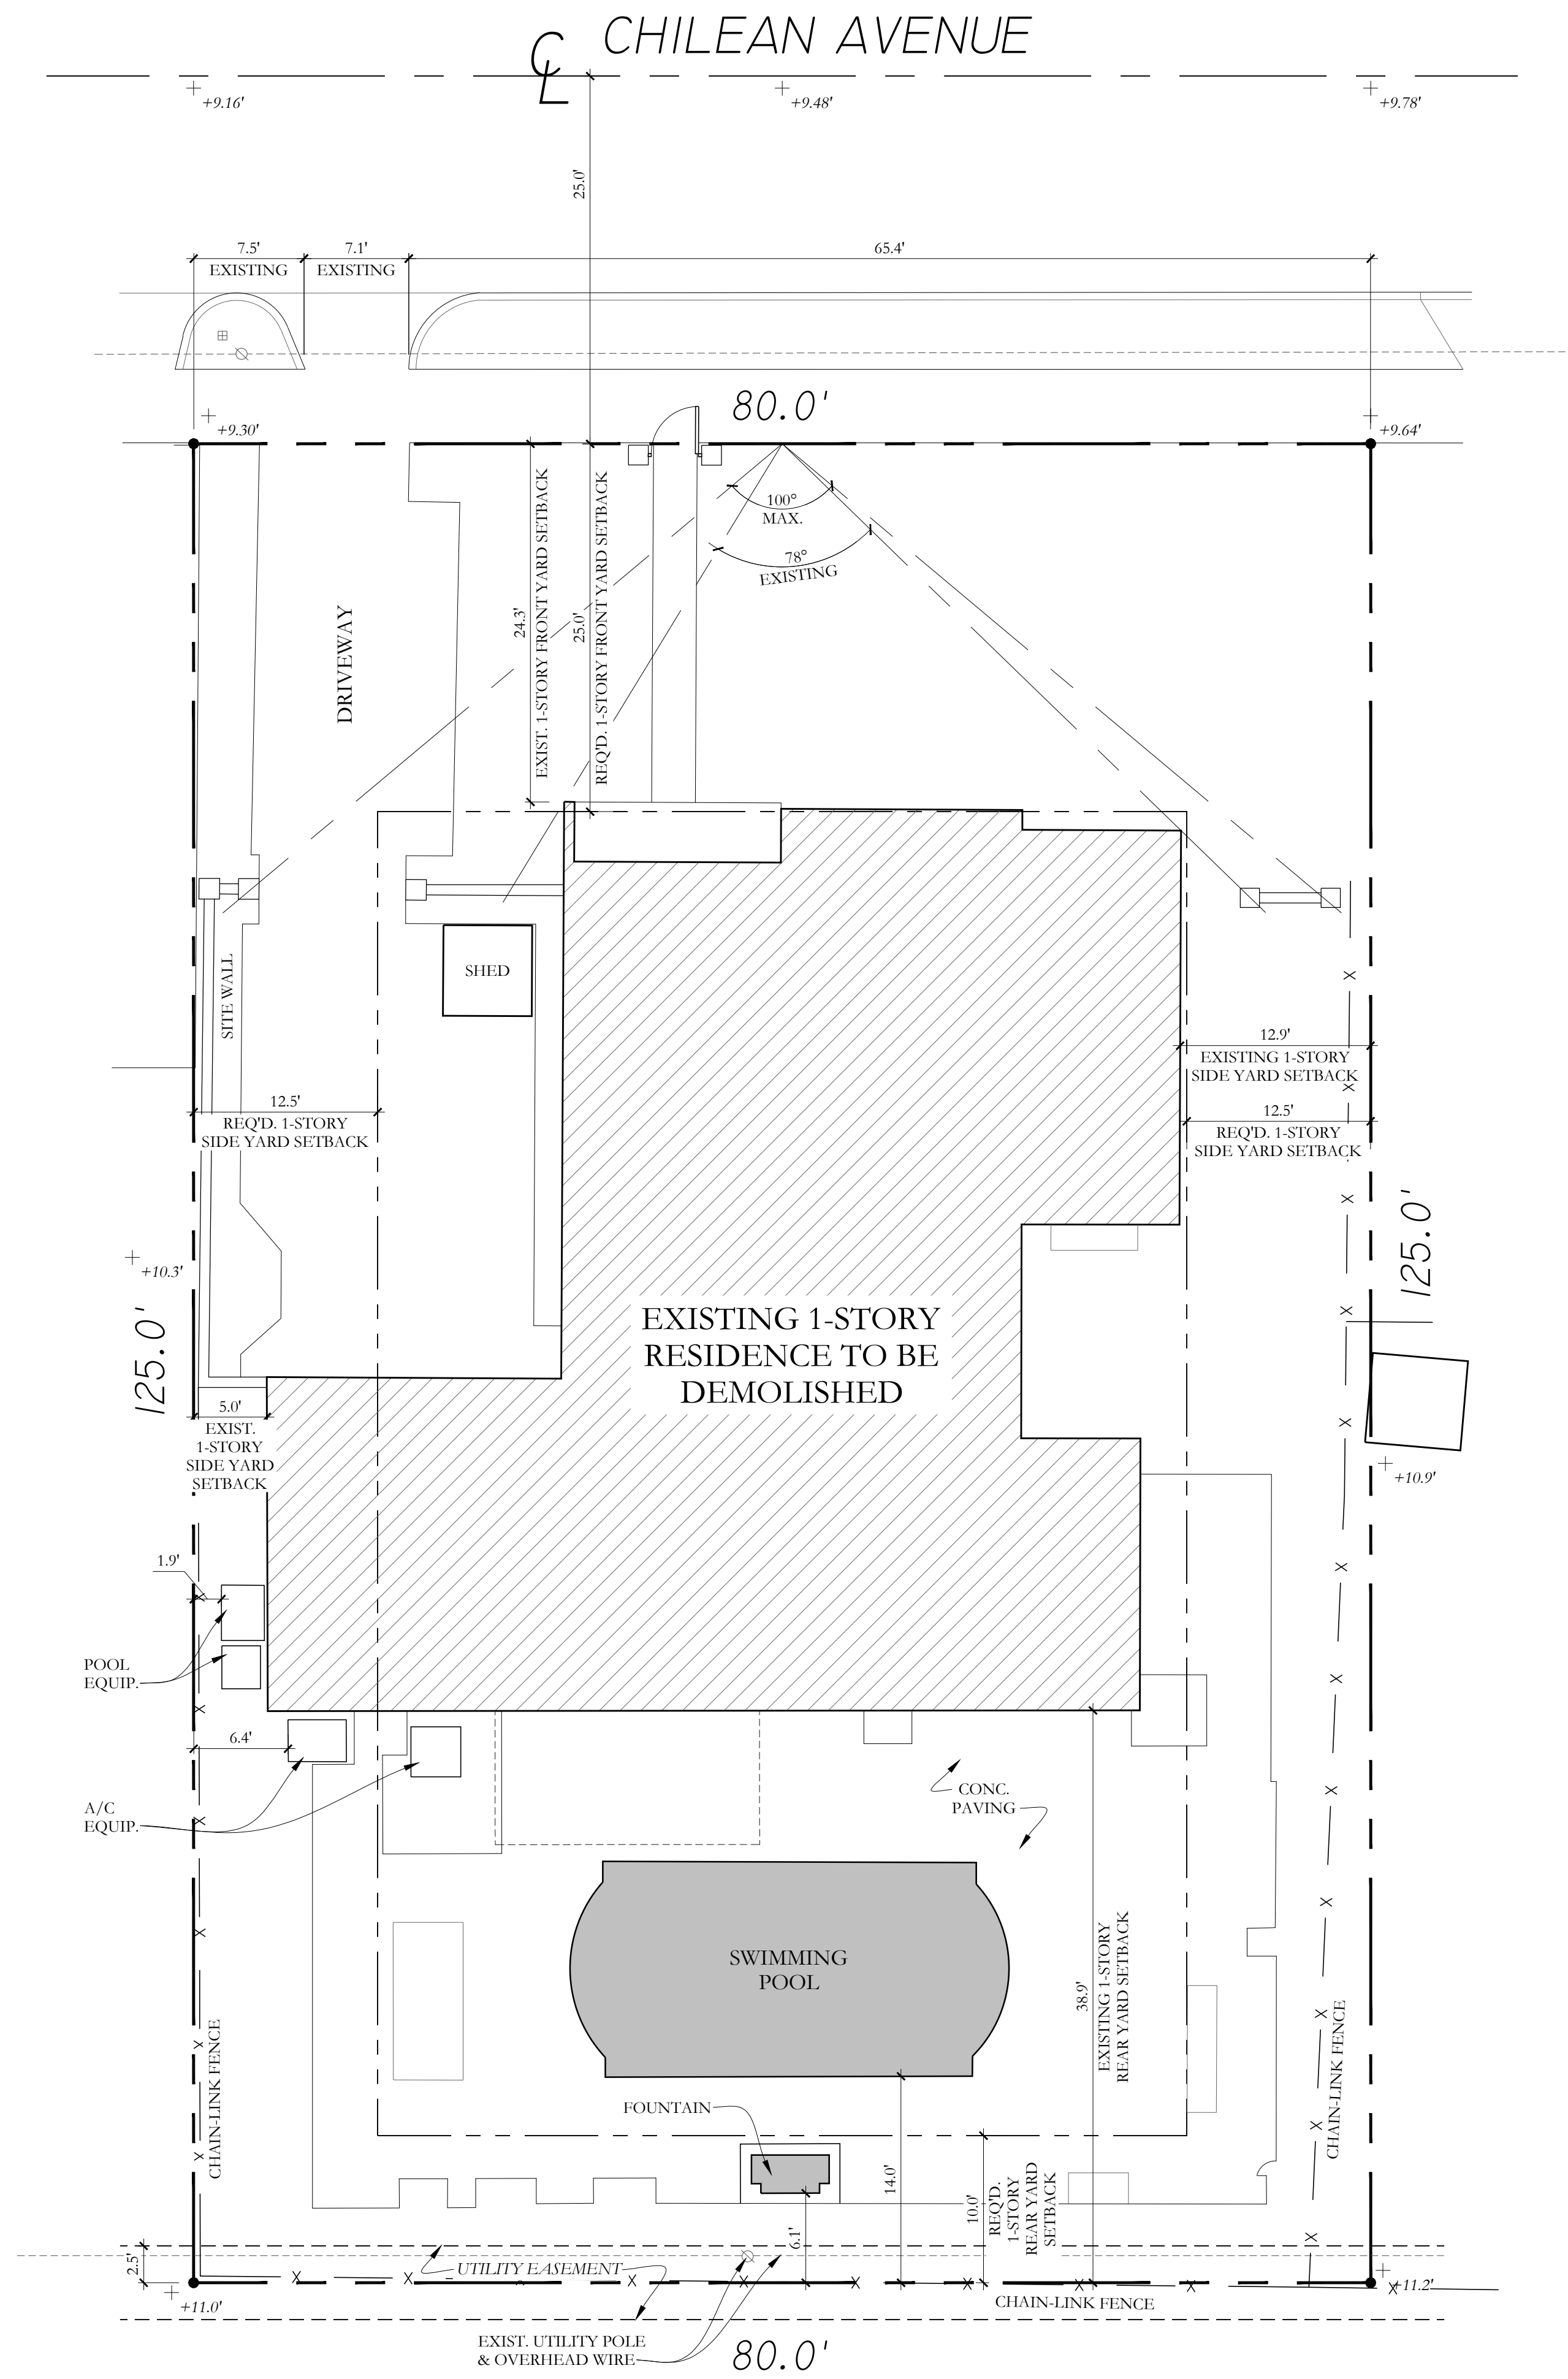 CHILEAN AVENUE
℄
+9.16'
+9.48'
+9.78'
25.0'
7.5'
EXISTING
7.1'
EXISTING
65.4'
80.0'
+9.30'
+9.64'
100°
MAX.
78°
EXISTING
24.3'
EXIST. 1-STORY FRONT YARD SETBACK
25.0'
REQ'D. 1-STORY FRONT YARD SETBACK
DRIVEWAY
SHED
SITE WALL
12.9'
EXISTING 1-STORY
SIDE YARD SETBACK
12.5'
REQ'D. 1-STORY
SIDE YARD SETBACK
12.5'
REQ'D. 1-STORY
SIDE YARD SETBACK
+10.3'
125.0'
125.0'
EXISTING 1-STORY
RESIDENCE TO BE
DEMOLISHED
5.0'
EXIST.
1-STORY
SIDE YARD
SETBACK
+10.9'
1.9'
POOL
EQUIP.
6.4'
A/C
EQUIP.
CONC.
PAVING
SWIMMING
POOL
38.9'
EXISTING 1-STORY
REAR YARD SETBACK
CHAIN-LINK FENCE
CHAIN-LINK FENCE
FOUNTAIN
14.0'
10.0'
REQ'D.
1-STORY
REAR YARD
SETBACK
6.1'
2.5'
UTILITY EASEMENT
+11.0'
+11.2'
CHAIN-LINK FENCE
EXIST. UTILITY POLE
& OVERHEAD WIRE
80.0'